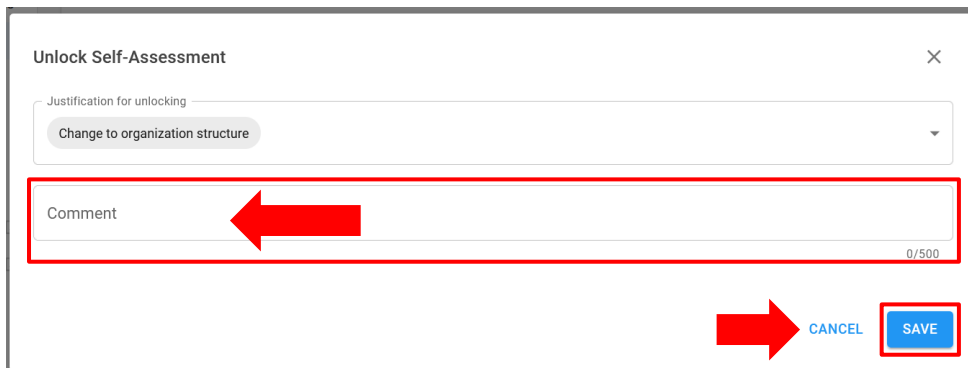 Unlock Self-Assessment
Justification for unlocking
Change to organization structure
Comment
0/500
CANCEL SAVE